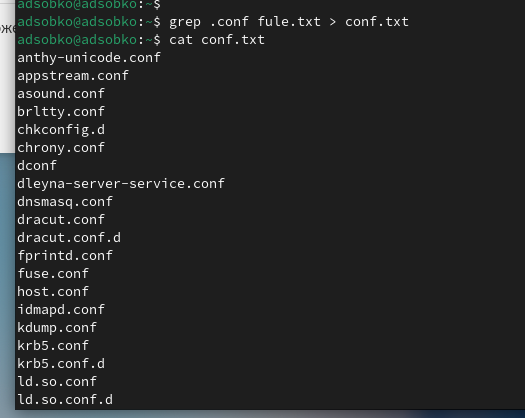 adsobko@adsobko:~$
adsobko@adsobko:~$ grep .conf fule.txt > conf.txt
adsobko@adsobko:~$ cat conf.txt
anthy-unicode.conf
appstream.conf
asound.conf
brltty.conf
chkconfig.d
chrony.conf
dconf
dleyna-server-service.conf
dnsmasq.conf
dracut.conf
dracut.conf.d
fprintd.conf
fuse.conf
host.conf
idmapd.conf
kdump.conf
krb5.conf
krb5.conf.d
ld.so.conf
ld.so.conf.d